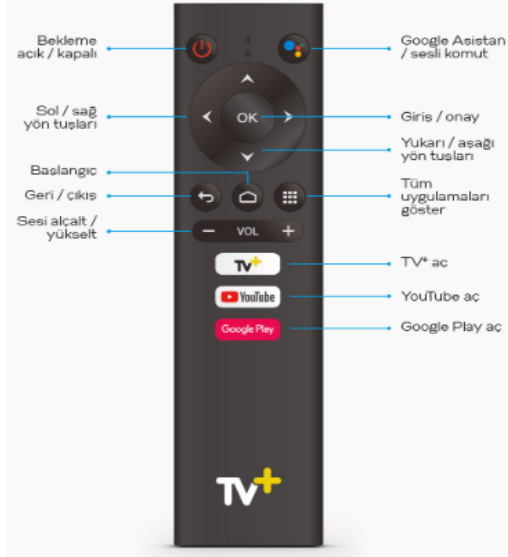 Bekleme
açık / kapalı
Google Asistan
/ sesli komut
Sol / sağ
yön tuşları
OK
Giriş / onay
Yukarı / aşağı
yön tuşları
Başlangıç
Geri / çıkış
Tüm
uygulamaları
göster
Sesi alçalt /
yükselt
− VOL +
TV+
TV+ aç
YouTube
YouTube aç
Google Play
Google Play aç
TV+